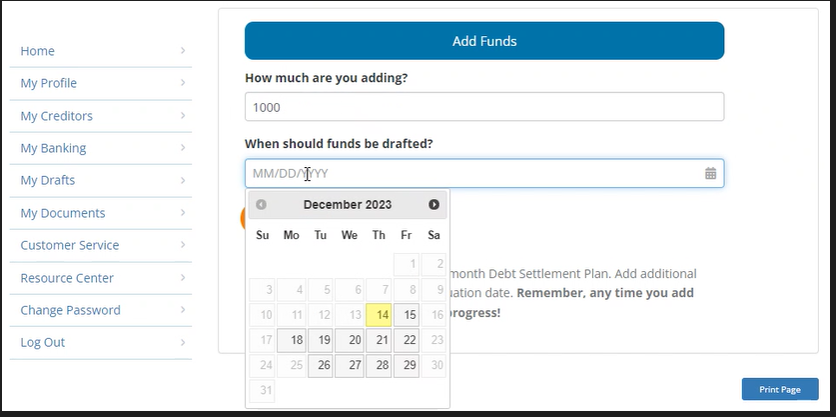 Home
My Profile
My Creditors
My Banking
My Drafts
My Documents
Customer Service
Resource Center
Change Password
Log Out
Add Funds
How much are you adding?
1000
When should funds be drafted?
MM/DD/YYYY
December 2023
Su Mo Tu We Th Fr Sa
1 2
3 4 5 6 7 8 9
10 11 12 13 14 15 16
17 18 19 20 21 22 23
24 25 26 27 28 29 30
31
month Debt Settlement Plan. Add additional
uation date. Remember, any time you add
progress!
Print Page